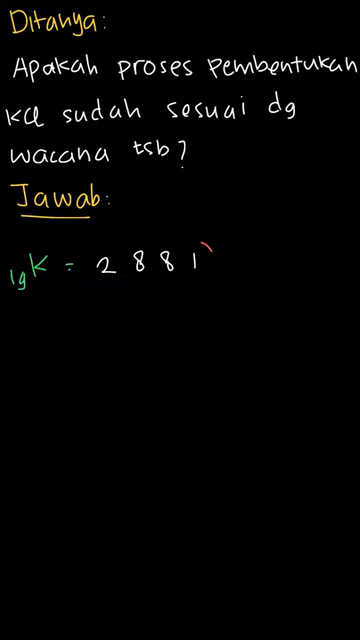 Ditanya:
Apakah proses pembentukan
KCl sudah sesuai dg
wacana tsb?
Jawab:
19K = 2 8 8 1